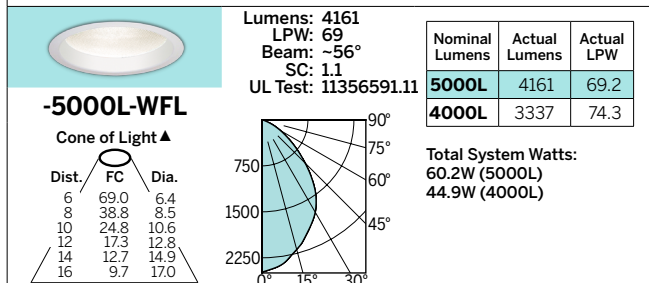 Lumens: 4161
LPW: 69
Beam: ~56°
SC: 1.1
UL Test: 11356591.11
-5000L-WFL
Cone of Light▲
Dist. FC Dia.
6 69.0 6.4
8 38.8 8.5
10 24.8 10.6
12 17.3 12.8
14 12.7 14.9
16 9.7 17.0
90°
75°
60°
45°
750
1500
2250
0° 15° 30°
Nominal Lumens Actual Lumens Actual LPW
5000L 4161 69.2
4000L 3337 74.3
Total System Watts:
60.2W (5000L)
44.9W (4000L)